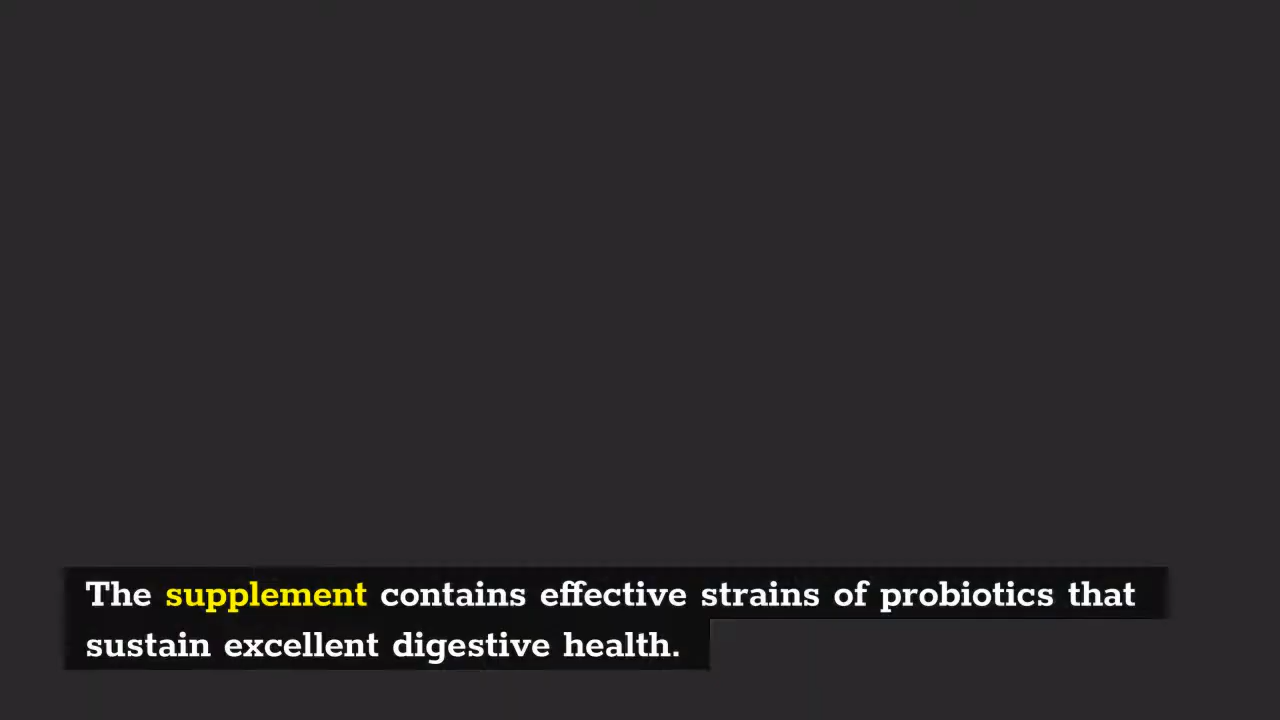 The supplement contains effective strains of probiotics that
sustain excellent digestive health.